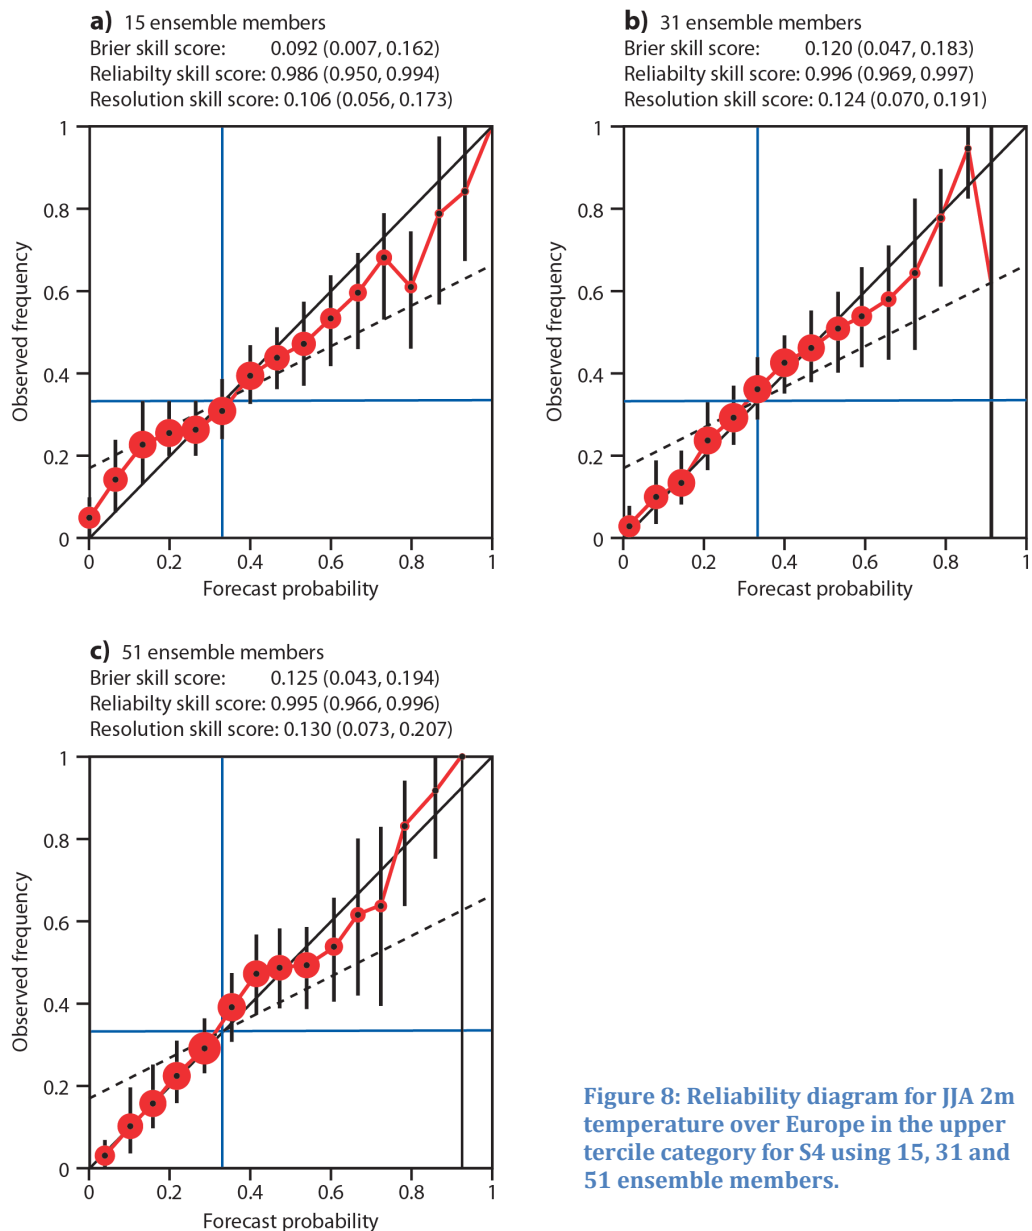 a) 15 ensemble members
Brier skill score: 0.092 (0.007, 0.162)
Reliabilty skill score: 0.986 (0.950, 0.994)
Resolution skill score: 0.106 (0.056, 0.173)
1
0.8
0.6
0.4
0.2
0
Observed frequency
0 0.2 0.4 0.6 0.8 1
Forecast probability
b) 31 ensemble members
Brier skill score: 0.120 (0.047, 0.183)
Reliabilty skill score: 0.996 (0.969, 0.997)
Resolution skill score: 0.124 (0.070, 0.191)
1
0.8
0.6
0.4
0.2
0
Observed frequency
0 0.2 0.4 0.6 0.8 1
Forecast probability
c) 51 ensemble members
Brier skill score: 0.125 (0.043, 0.194)
Reliabilty skill score: 0.995 (0.966, 0.996)
Resolution skill score: 0.130 (0.073, 0.207)
1
0.8
0.6
0.4
0.2
0
Observed frequency
0 0.2 0.4 0.6 0.8 1
Forecast probability
Figure 8: Reliability diagram for JJA 2m
temperature over Europe in the upper
tercile category for S4 using 15, 31 and
51 ensemble members.